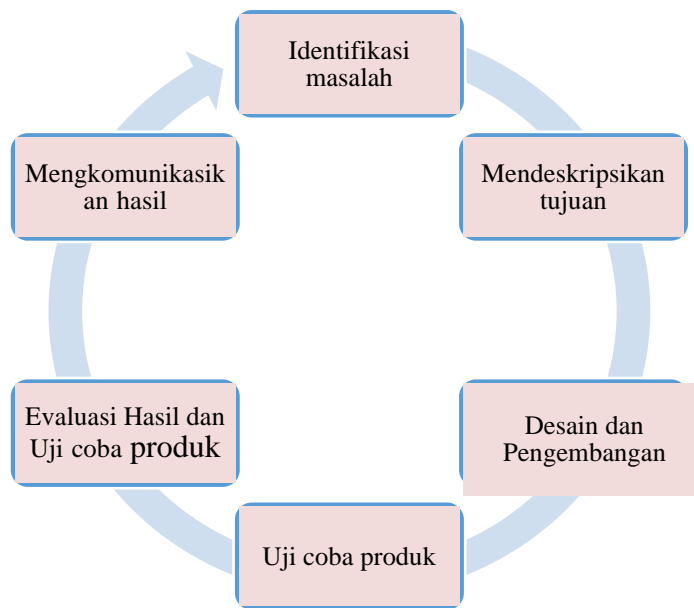 Identifikasi
masalah
Mendeskripsikan
tujuan
Desain dan
Pengembangan
Uji coba produk
Evaluasi Hasil dan
Uji coba produk
Mengkomunikasik
an hasil